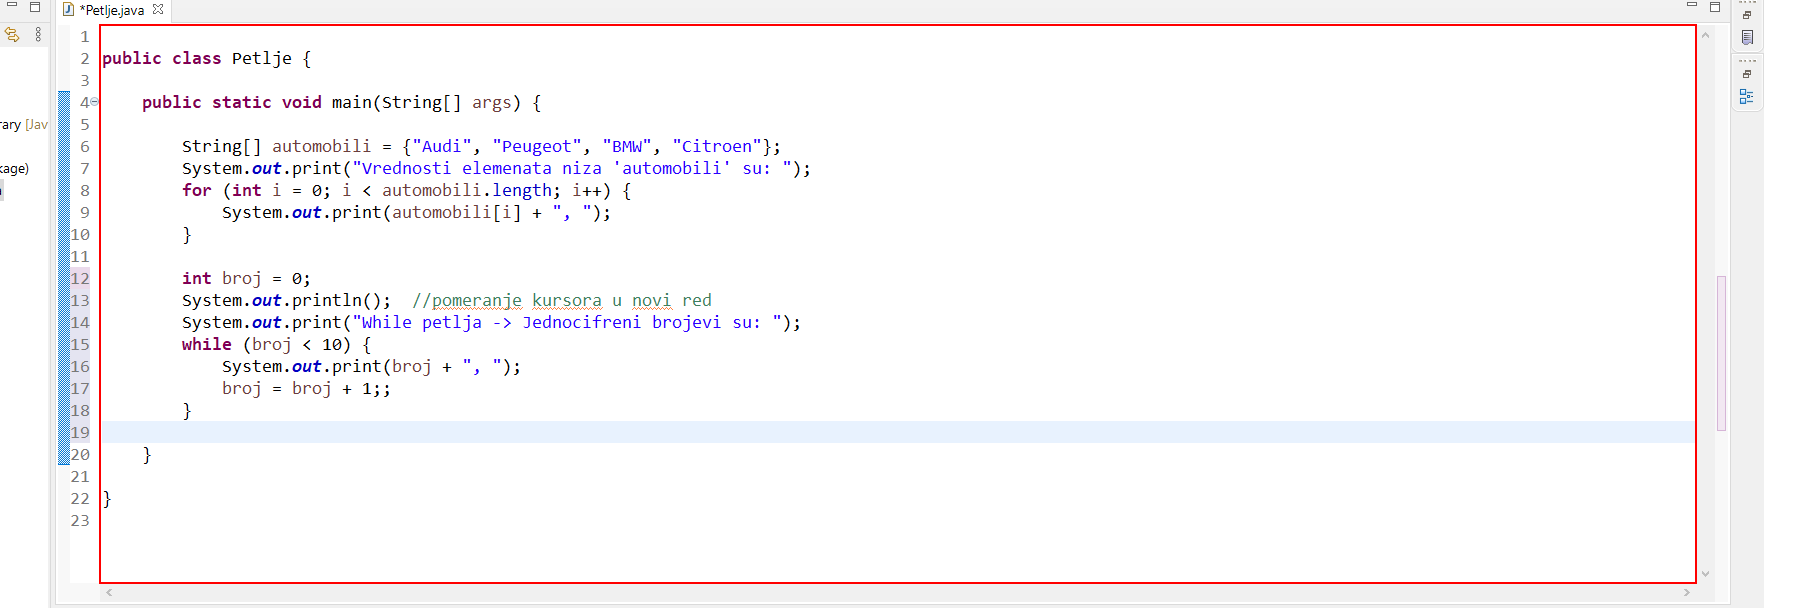 *Petlje.java
1
2 public class Petlje {
3
4 public static void main(String[] args) {
5
6 String[] automobili = {"Audi", "Peugeot", "BMW", "Citroen"};
7 System.out.print("Vrednosti elemenata niza 'automobili' su: ");
8 for (int i = 0; i < automobili.length; i++) {
9 System.out.print(automobili[i] + ", ");
10 }
11
12 int broj = 0;
13 System.out.println();  //pomeranje kursora u novi red
14 System.out.print("While petlja -> Jednocifreni brojevi su: ");
15 while (broj < 10) {
16 System.out.print(broj + ", ");
17 broj = broj + 1;;
18 }
19
20 }
21
22 }
23
rary [Jav
kage)